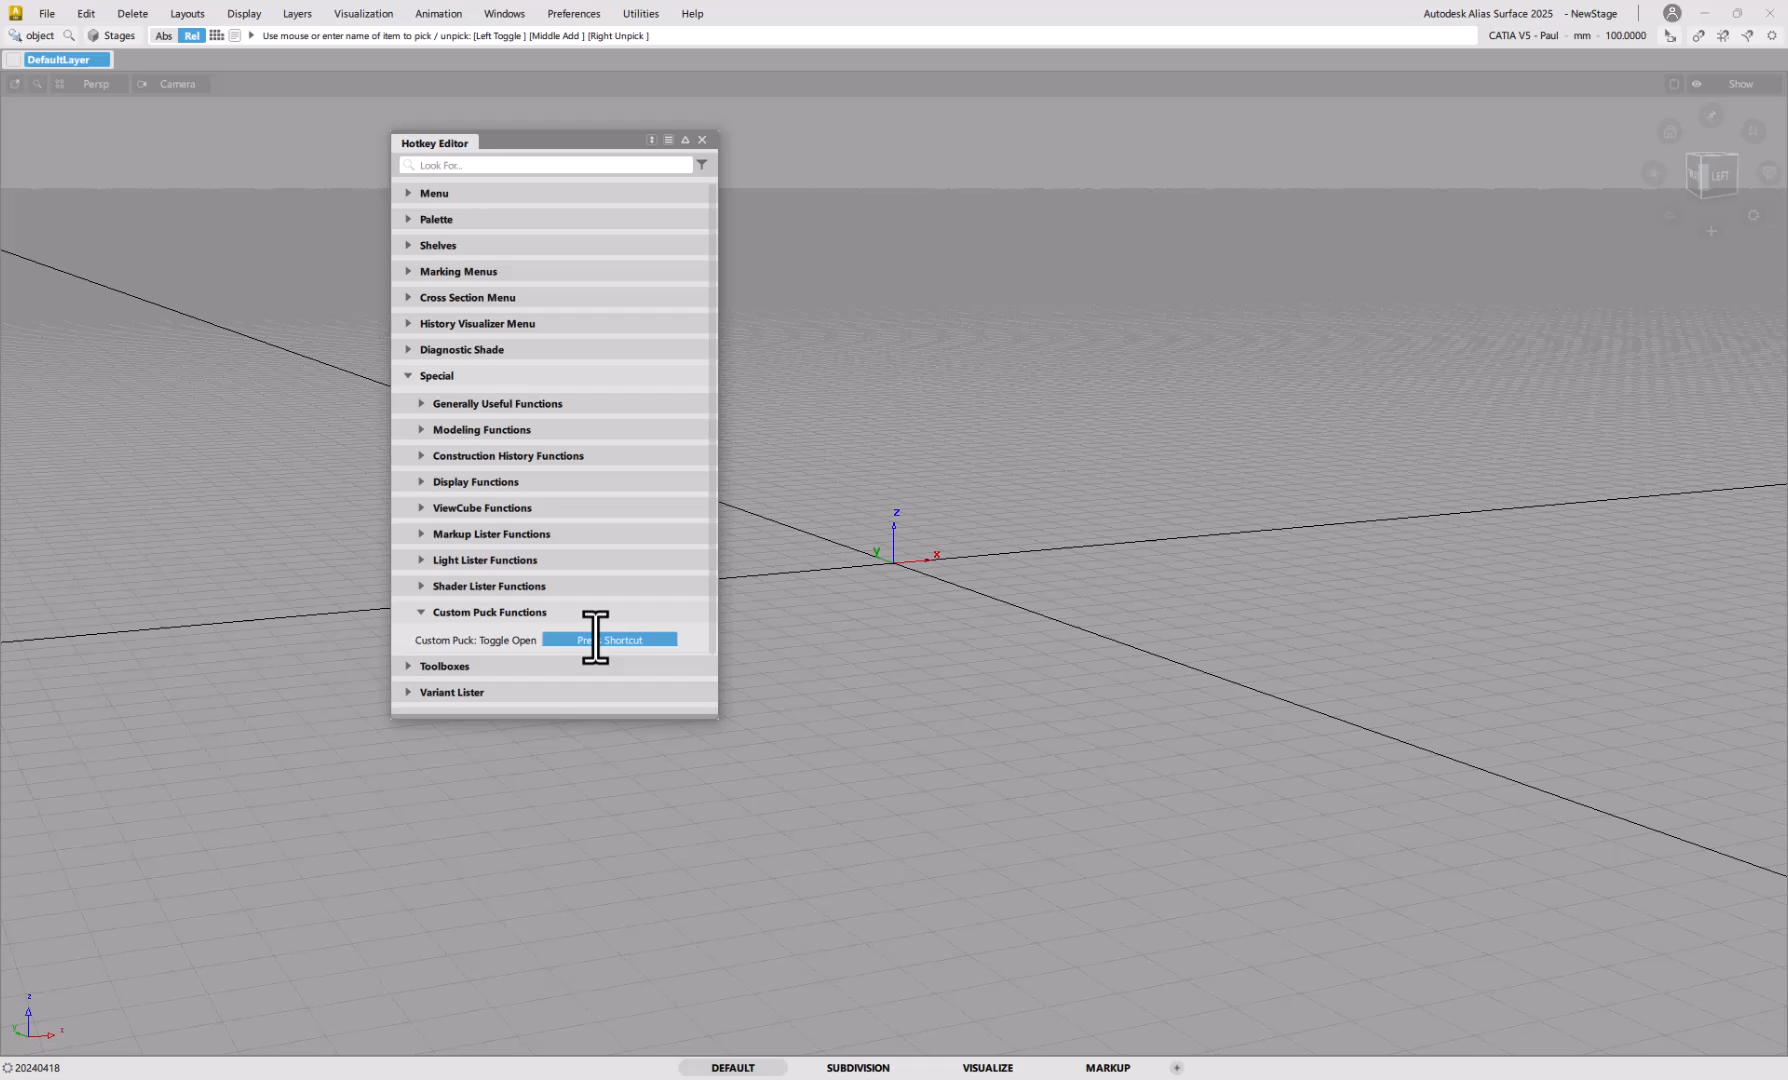 File Edit Delete Layouts Display Layers Visualization Animation Windows Preferences Utilities Help Autodesk Alias Surface 2025 - NewStage
object Stages Abs Rel Use mouse or enter name of item to pick / unpick: [Left Toggle ] [Middle Add ] [Right Unpick ] CATIA V5 - Paul - mm - 100.0000
DefaultLayer
Persp Camera Show
Hotkey Editor
Look For...
LEFT
Menu
Palette
Shelves
Marking Menus
Cross Section Menu
History Visualizer Menu
Diagnostic Shade
Special
Generally Useful Functions
Modeling Functions
Construction History Functions
Display Functions
ViewCube Functions
Markup Lister Functions
Light Lister Functions
Shader Lister Functions
Custom Puck Functions
Custom Puck: Toggle Open Press Shortcut
Toolboxes
Variant Lister
z
y x
z
y x
20240418 DEFAULT SUBDIVISION VISUALIZE MARKUP